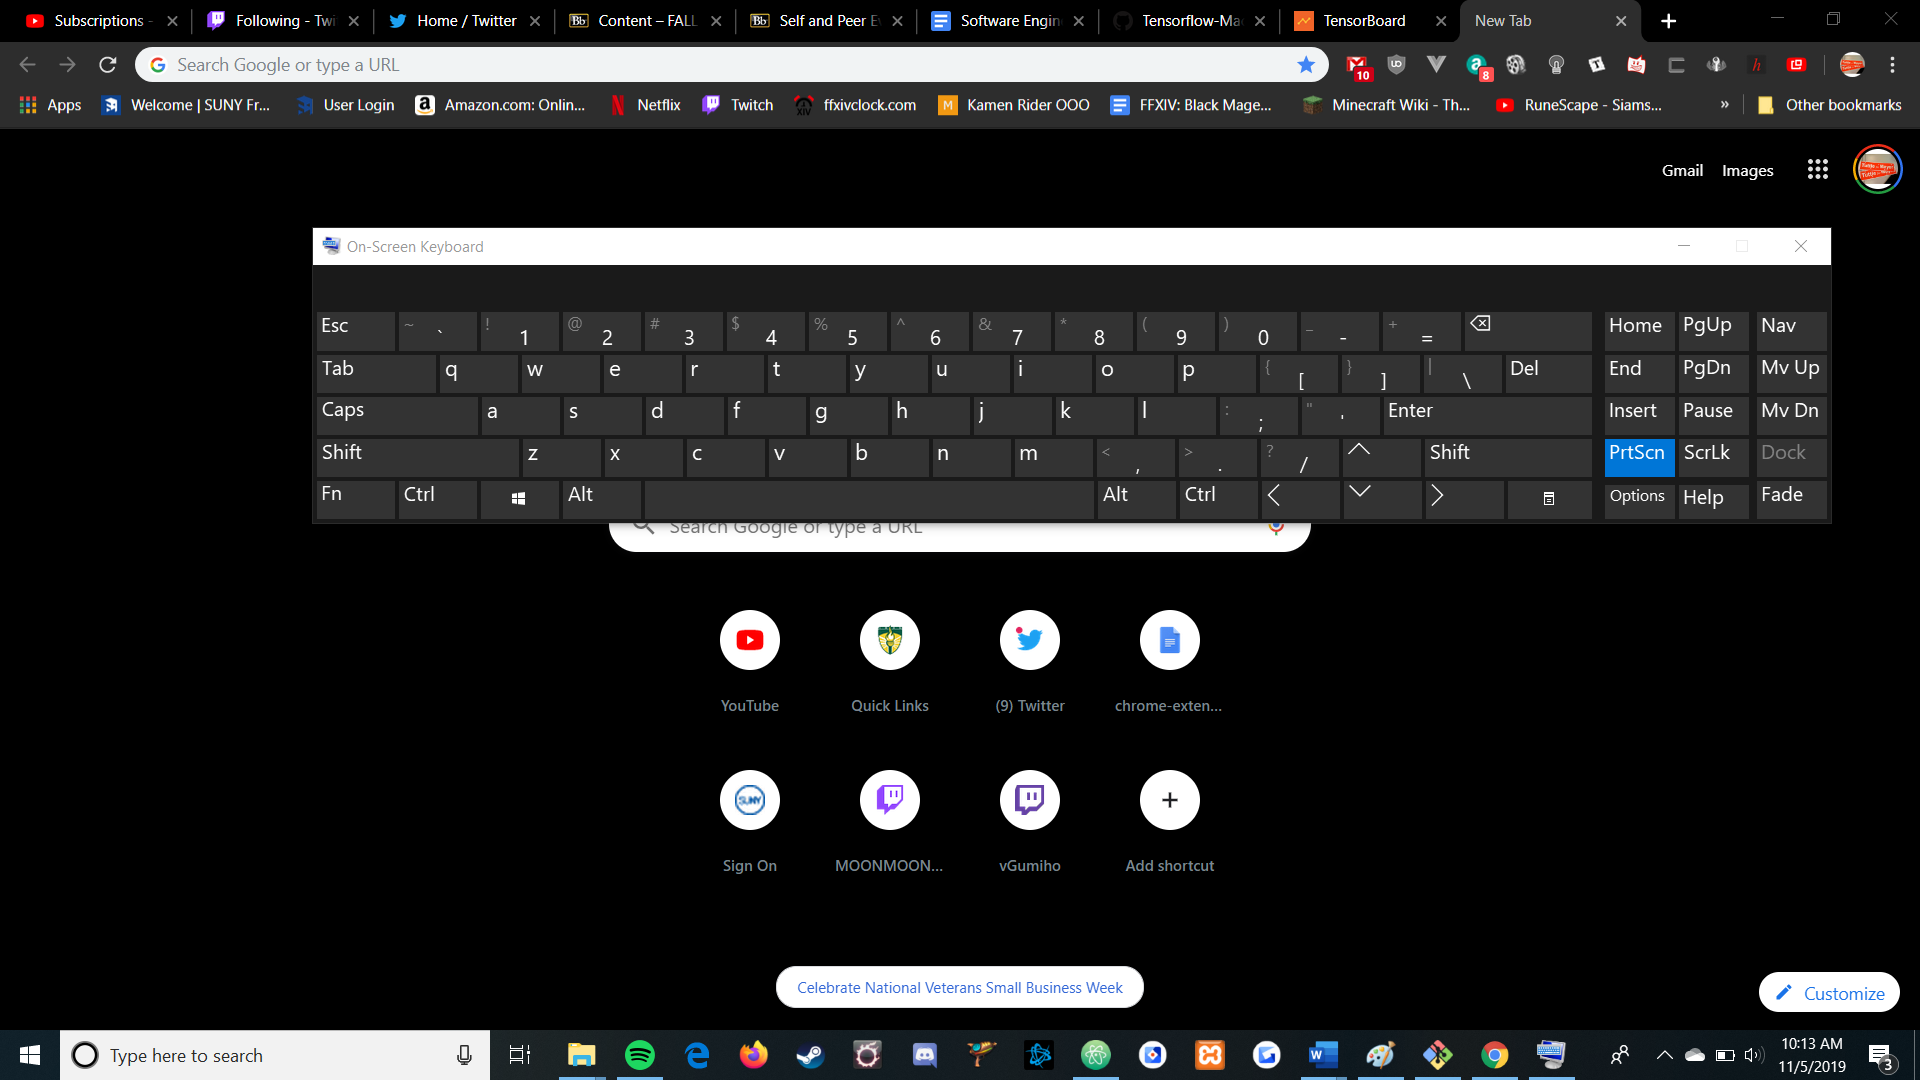 Subscriptions - Following - Twi Home / Twitter Content – FALL Self and Peer E Software Engin Tensorflow-Ma TensorBoard New Tab
Search Google or type a URL 10 8
Apps Welcome | SUNY Fr... User Login Amazon.com: Onlin... Netflix Twitch ffxivclock.com Kamen Rider OOO FFXIV: Black Mage... Minecraft Wiki - Th... RuneScape - Siams... » Other bookmarks
Gmail Images
On-Screen Keyboard
Esc ~ ` ! 1 @ 2 # 3 $ 4 % 5 ^ 6 & 7 * 8 ( 9 ) 0 _ - + = Home PgUp Nav
Tab q w e r t y u i o p { [ } ] | \ Del End PgDn Mv Up
Caps a s d f g h j k l : ; " ' Enter Insert Pause Mv Dn
Shift z x c v b n m < , > . ? / Shift PrtScn ScrLk Dock
Fn Ctrl Alt Alt Ctrl Options Help Fade
Search Google or type a URL
YouTube Quick Links (9) Twitter chrome-exten...
SUNY
Sign On MOONMOON... vGumiho Add shortcut
Celebrate National Veterans Small Business Week
Customize
Type here to search 10:13 AM
11/5/2019 3